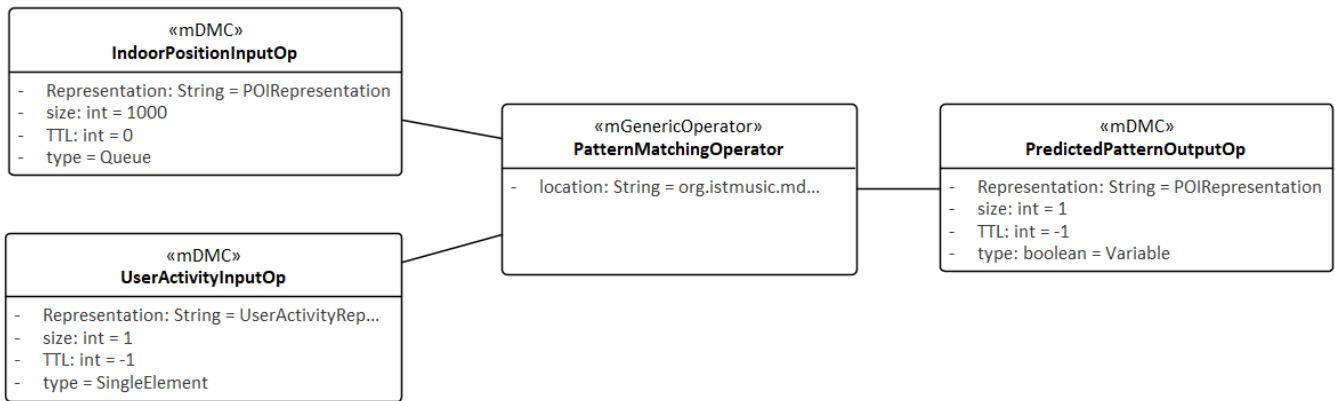 «mDMC»
IndoorPositionInputOp
- Representation: String = POIRepresentation
- size: int = 1000
- TTL: int = 0
- type = Queue
«mDMC»
UserActivityInputOp
- Representation: String = UserActivityRep...
- size: int = 1
- TTL: int = -1
- type = SingleElement
«mGenericOperator»
PatternMatchingOperator
- location: String = org.istmusic.md...
«mDMC»
PredictedPatternOutputOp
- Representation: String = POIRepresentation
- size: int = 1
- TTL: int = -1
- type: boolean = Variable